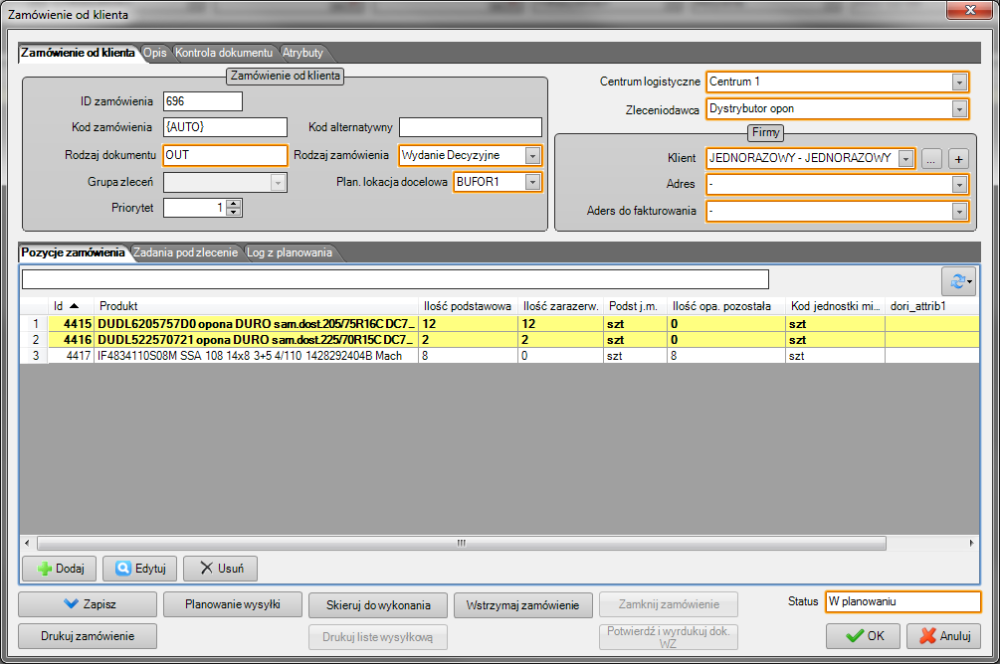 Zamówienie od klienta
Zamówienie od klienta Opis Kontrola dokumentu Atrybuty
Zamówienie od klienta
ID zamówienia 696
Kod zamówienia {AUTO} Kod alternatywny
Rodzaj dokumentu OUT Rodzaj zamówienia Wydanie Decyzyjne
Grupa zleceń Plan. lokacja docelowa BUFOR1
Priorytet 1
Centrum logistyczne Centrum 1
Zleceniodawca Dystrybutor opon
Firmy
Klient JEDNORAZOWY - JEDNORAZOWY ... +
Adres -
Aders do fakturowania -
Pozycje zamówienia Zadania pod zlecenie Log z planowania
Id Produkt Ilość podstawowa Ilość zarazerw. Podst j.m. Ilość opa. pozostała Kod jednostki mi... dori_attrib1
1 4415 DUDL6205757D0 opona DURO sam.dost.205/75R16C DC7... 12 12 szt 0 szt
2 4416 DUDL522570721 opona DURO sam.dost.225/70R15C DC7... 2 2 szt 0 szt
3 4417 IF4834110S08M SSA 108 14x8 3+5 4/110 1428292404B Mach 8 0 szt 8 szt
Dodaj Edytuj Usuń
Zapisz Planowanie wysyłki Skieruj do wykonania Wstrzymaj zamówienie Zamknij zamówienie Status W planowaniu
Drukuj zamówienie Drukuj liste wysyłkową Potwierdź i wyrdukuj dok. WZ OK Anuluj